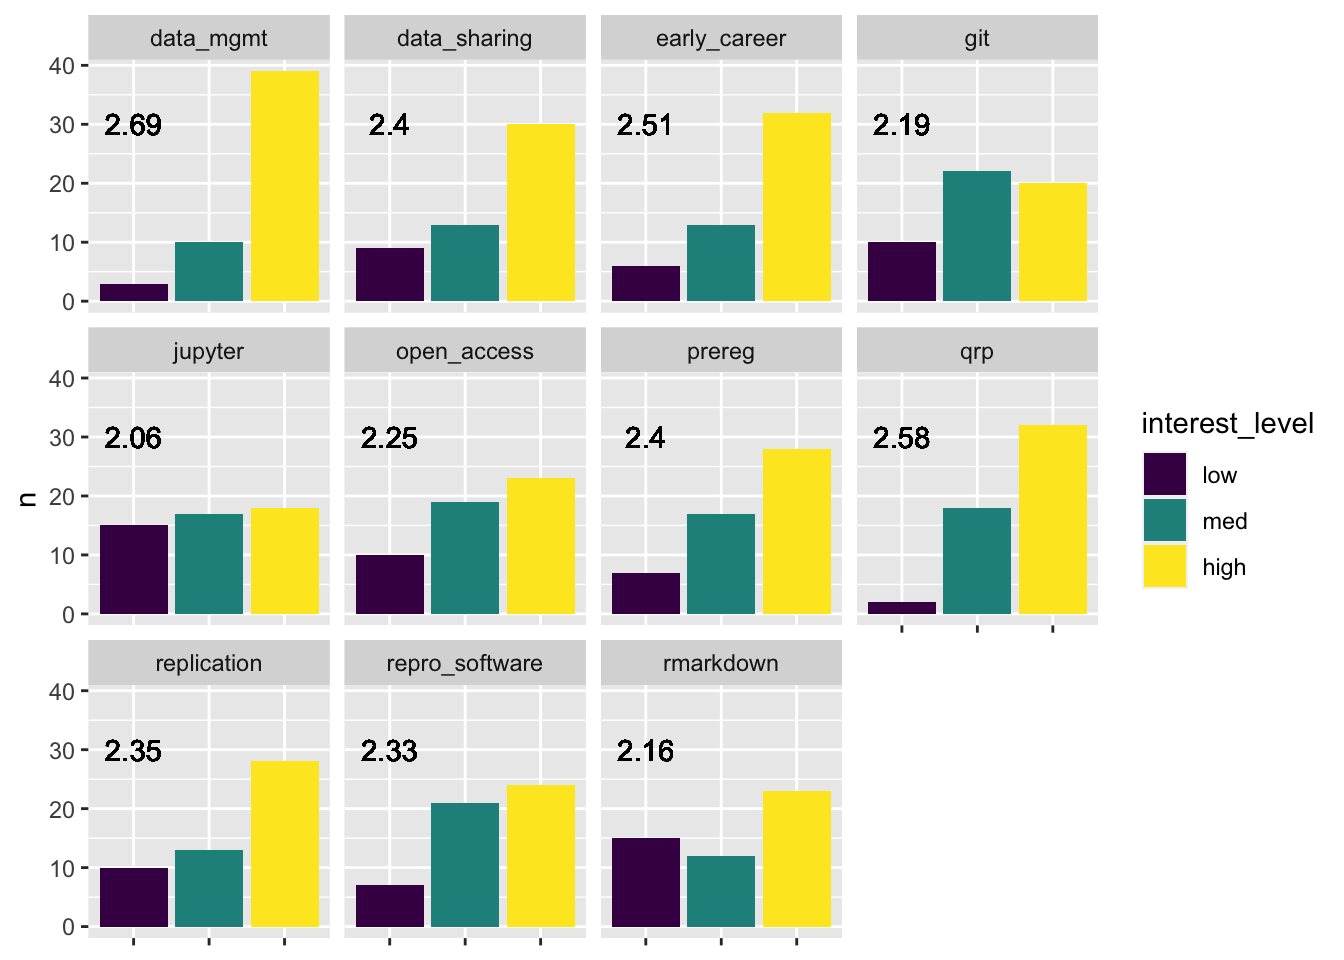 data_mgmt data_sharing early_career git
40
30
20
10
0
2.69 2.4 2.51 2.19
jupyter open_access prereg qrp
40
30
20
10
0
2.06 2.25 2.4 2.58
n
replication repro_software rmarkdown
40
30
20
10
0
2.35 2.33 2.16
interest_level
low
med
high